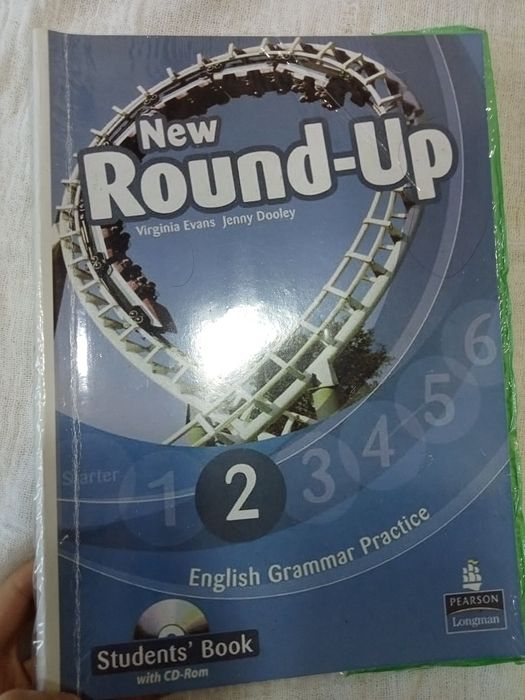 New
Round-Up
Virginia Evans Jenny Dooley
Starter 1 2 3 4 5 6
English Grammar Practice
PEARSON
Longman
Students' Book
with CD-Rom